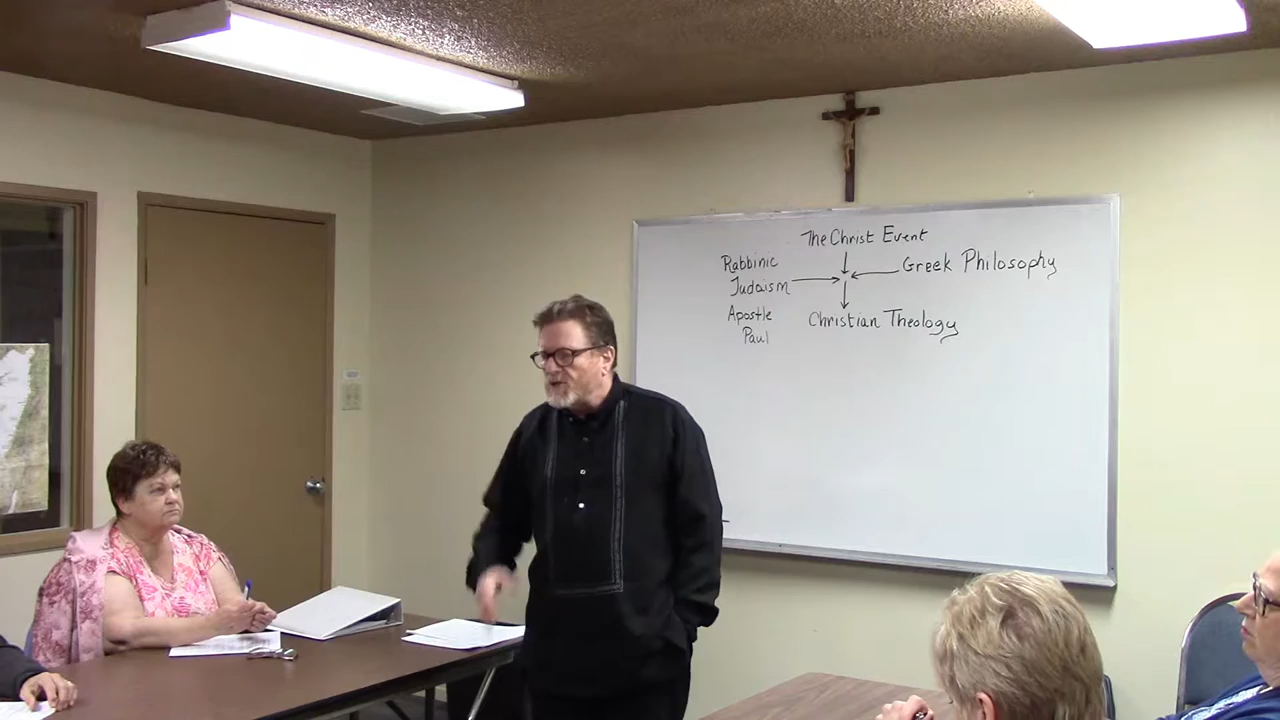 The Christ Event
Rabbinic
Judaism
Greek Philosophy
Apostle
Paul
Christian Theology